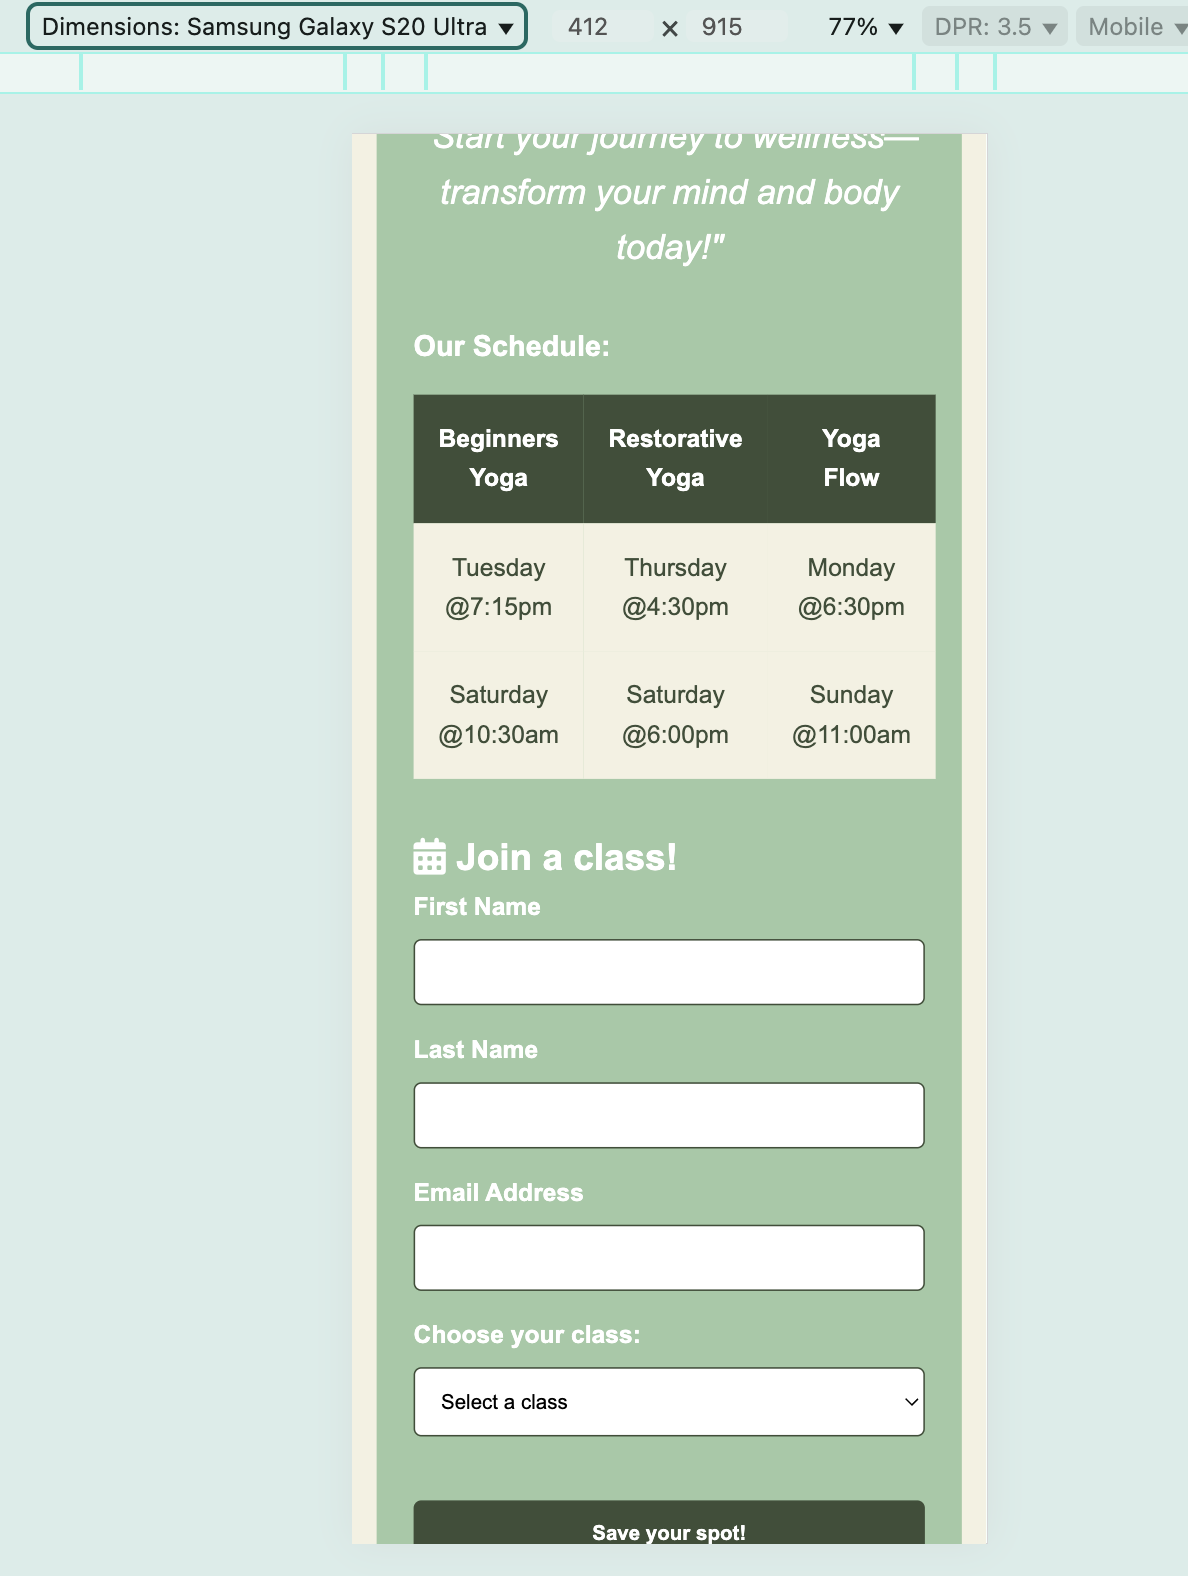 Dimensions: Samsung Galaxy S20 Ultra ▼ 412 × 915 77% ▼ DPR: 3.5 ▼ Mobile ▼
Start your journey to wellness—
transform your mind and body
today!"
Our Schedule:
Beginners Yoga Restorative Yoga Yoga Flow
Tuesday @7:15pm Thursday @4:30pm Monday @6:30pm
Saturday @10:30am Saturday @6:00pm Sunday @11:00am
Join a class!
First Name
Last Name
Email Address
Choose your class:
Select a class
Save your spot!